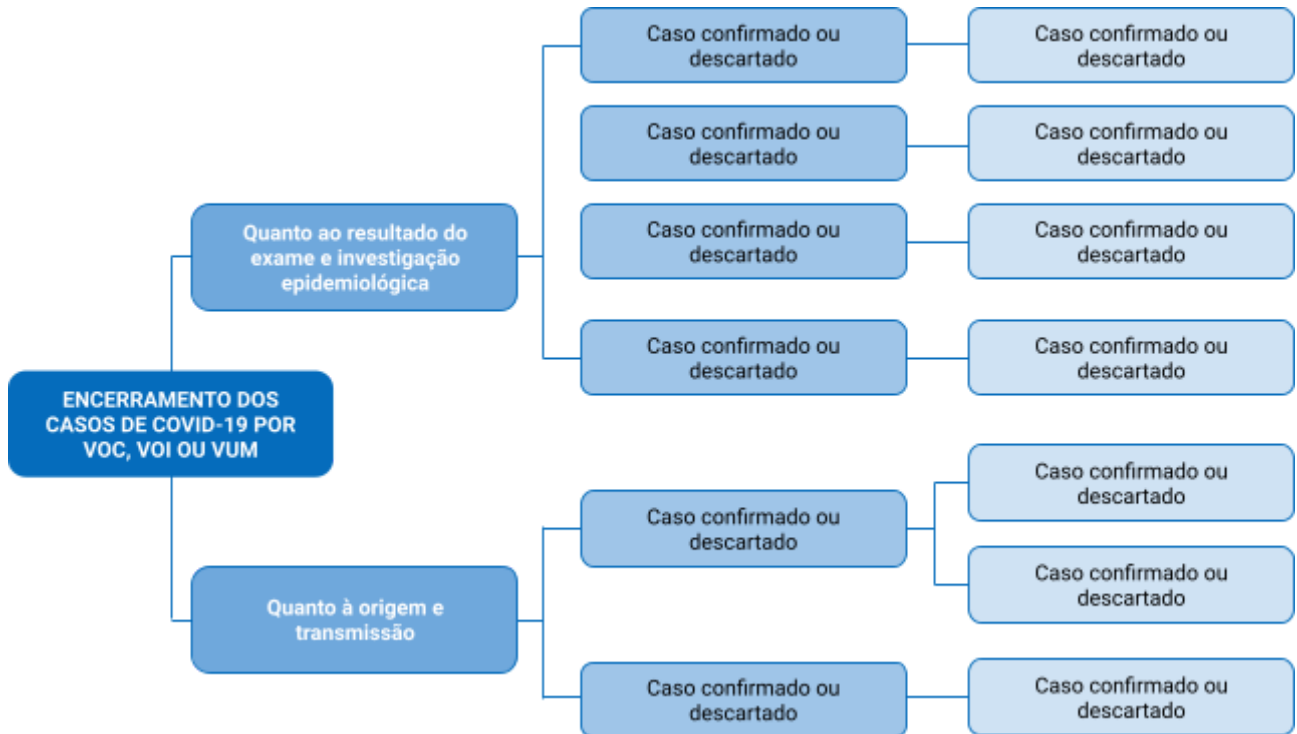 Caso confirmado ou
descartado
Caso confirmado ou
descartado
Caso confirmado ou
descartado
Caso confirmado ou
descartado
Quanto ao resultado do
exame e investigação
epidemiológica
Caso confirmado ou
descartado
Caso confirmado ou
descartado
Caso confirmado ou
descartado
Caso confirmado ou
descartado
ENCERRAMENTO DOS
CASOS DE COVID-19 POR
VOC, VOI OU VUM
Caso confirmado ou
descartado
Caso confirmado ou
descartado
Caso confirmado ou
descartado
Quanto à origem e
transmissão
Caso confirmado ou
descartado
Caso confirmado ou
descartado